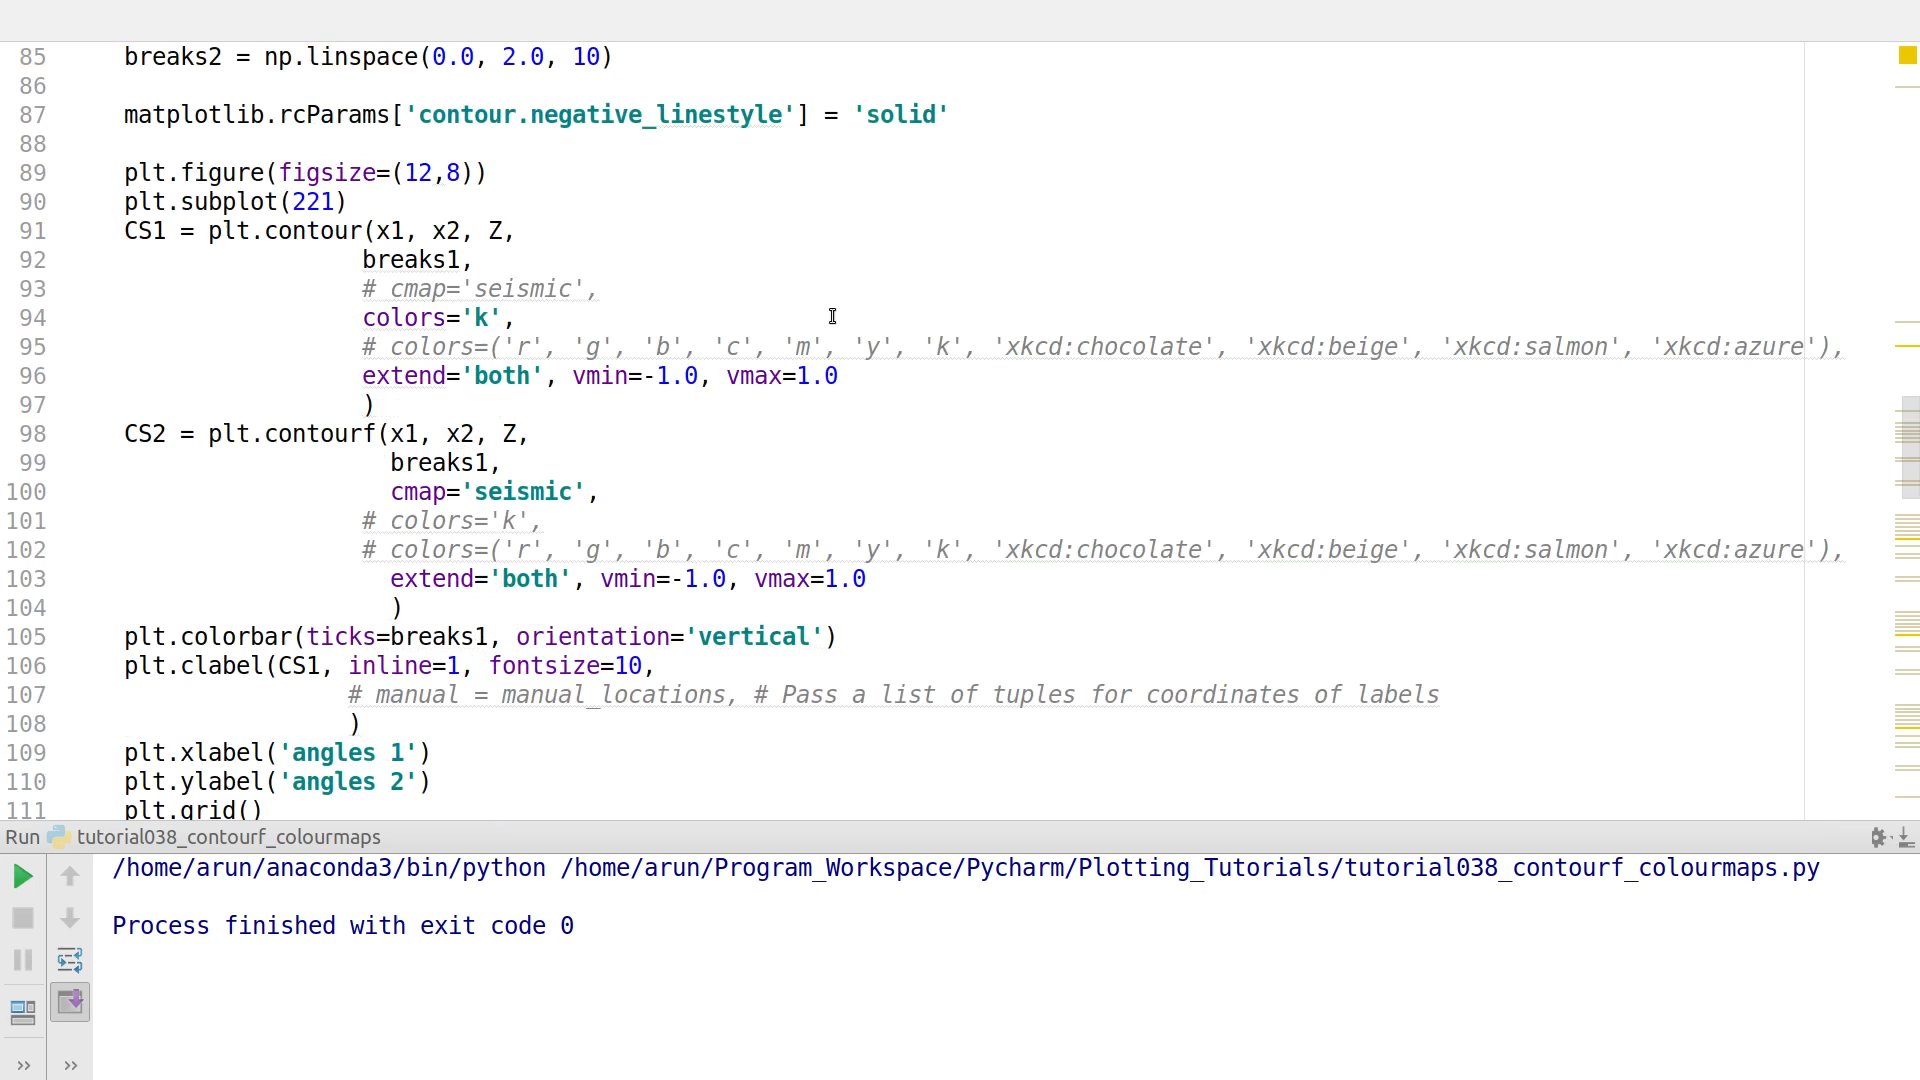 85 breaks2 = np.linspace(0.0, 2.0, 10)
86
87 matplotlib.rcParams['contour.negative_linestyle'] = 'solid'
88
89 plt.figure(figsize=(12,8))
90 plt.subplot(221)
91 CS1 = plt.contour(x1, x2, Z,
92 breaks1,
93 # cmap='seismic',
94 colors='k',
95 # colors=('r', 'g', 'b', 'c', 'm', 'y', 'k', 'xkcd:chocolate', 'xkcd:beige', 'xkcd:salmon', 'xkcd:azure'),
96 extend='both', vmin=-1.0, vmax=1.0
97 )
98 CS2 = plt.contourf(x1, x2, Z,
99 breaks1,
100 cmap='seismic',
101 # colors='k',
102 # colors=('r', 'g', 'b', 'c', 'm', 'y', 'k', 'xkcd:chocolate', 'xkcd:beige', 'xkcd:salmon', 'xkcd:azure'),
103 extend='both', vmin=-1.0, vmax=1.0
104 )
105 plt.colorbar(ticks=breaks1, orientation='vertical')
106 plt.clabel(CS1, inline=1, fontsize=10,
107 # manual = manual_locations, # Pass a list of tuples for coordinates of labels
108 )
109 plt.xlabel('angles 1')
110 plt.ylabel('angles 2')
111 plt.grid()
Run tutorial038_contourf_colourmaps
/home/arun/anaconda3/bin/python /home/arun/Program_Workspace/Pycharm/Plotting_Tutorials/tutorial038_contourf_colourmaps.py
Process finished with exit code 0